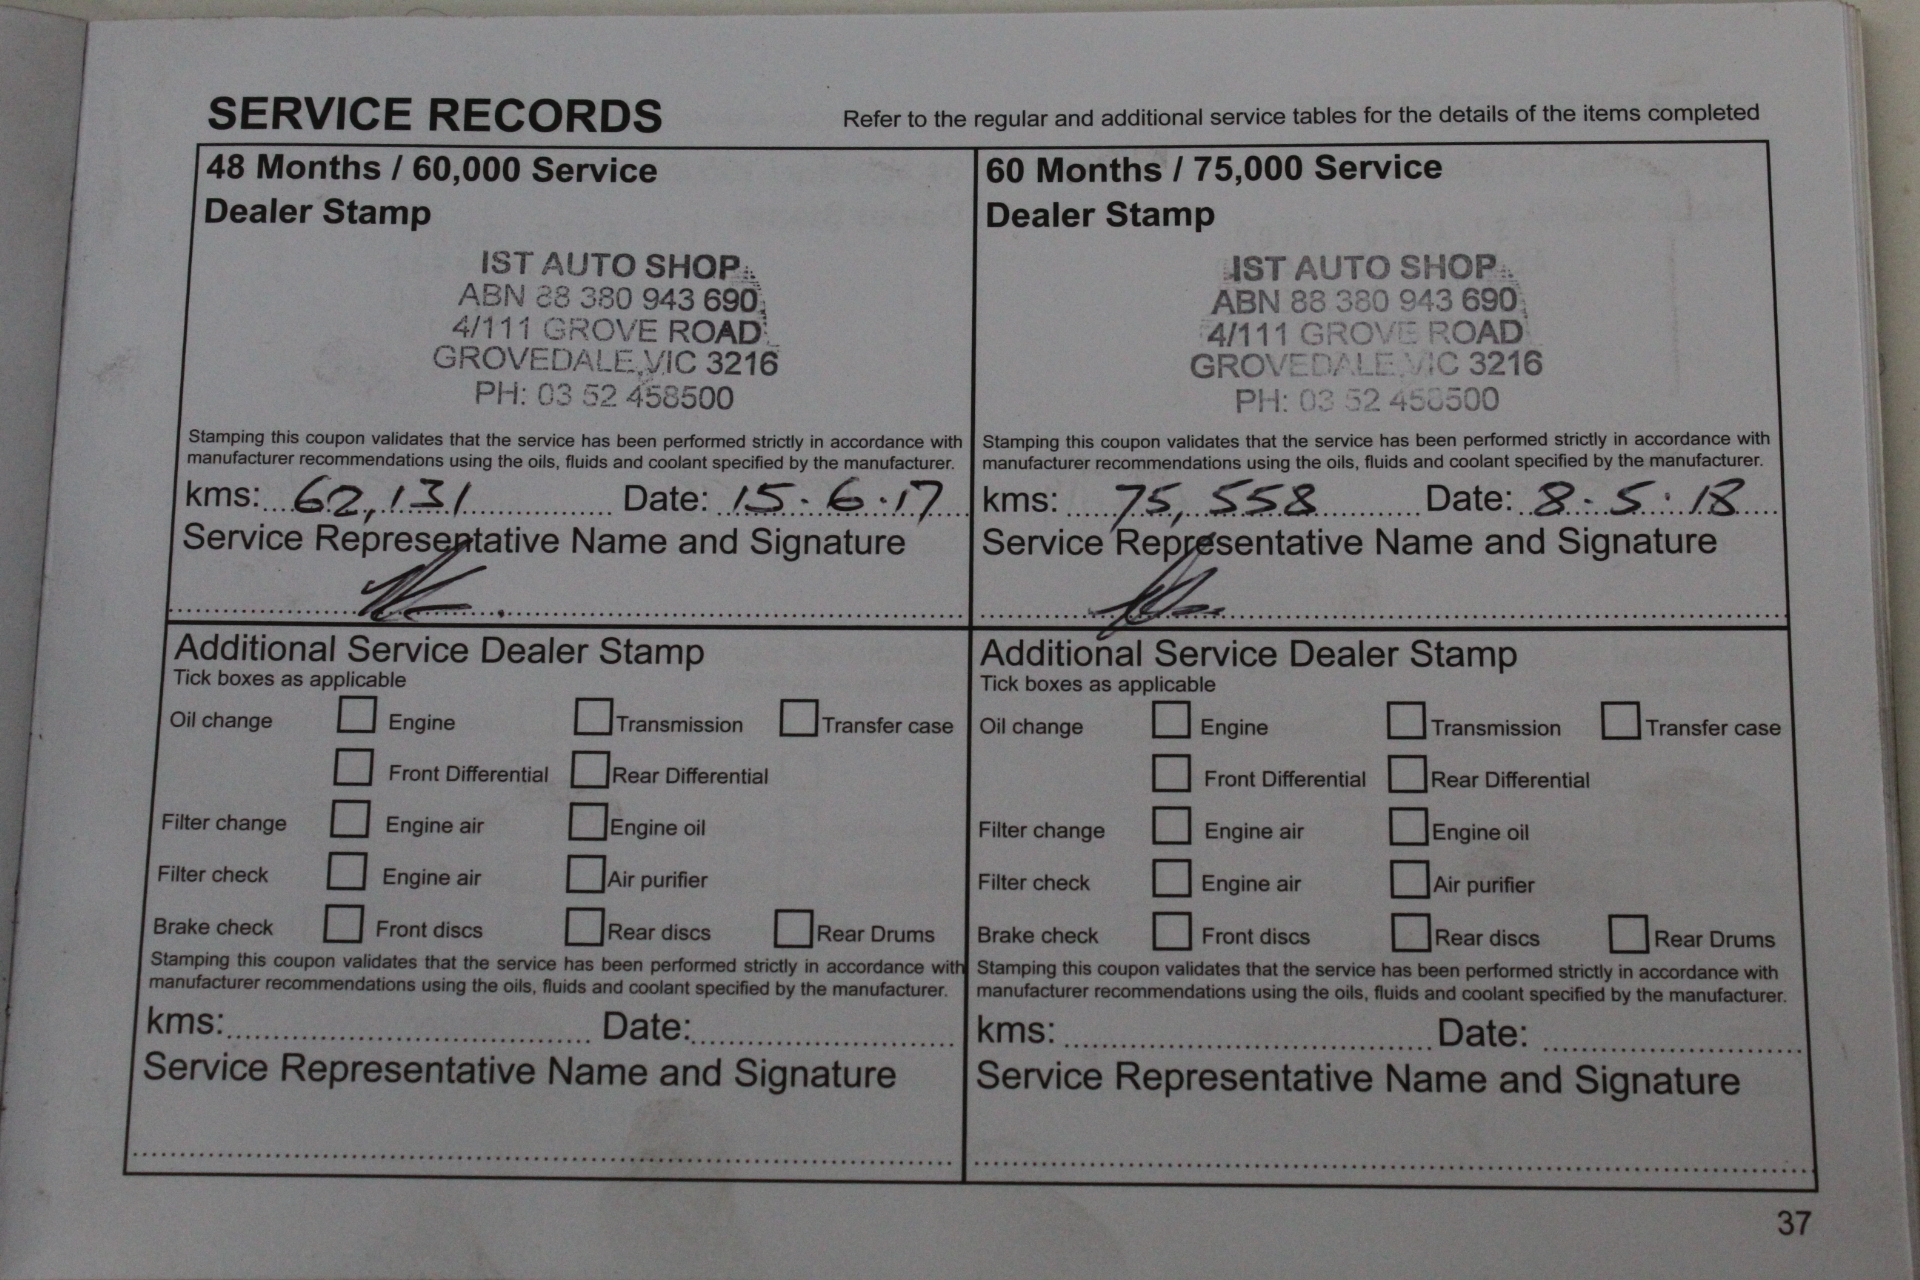 SERVICE RECORDS
Refer to the regular and additional service tables for the details of the items completed
48 Months / 60,000 Service
Dealer Stamp
IST AUTO SHOP
ABN 88 380 943 690
4/111 GROVE ROAD
GROVEDALE, VIC 3216
PH: 03 52 458500
Stamping this coupon validates that the service has been performed strictly in accordance with
manufacturer recommendations using the oils, fluids and coolant specified by the manufacturer.
kms: 62,131 Date: 15.6.17
Service Representative Name and Signature
Additional Service Dealer Stamp
Tick boxes as applicable
Oil change Engine Transmission Transfer case
Front Differential Rear Differential
Filter change Engine air Engine oil
Filter check Engine air Air purifier
Brake check Front discs Rear discs Rear Drums
Stamping this coupon validates that the service has been performed strictly in accordance with
manufacturer recommendations using the oils, fluids and coolant specified by the manufacturer.
kms: Date:
Service Representative Name and Signature
60 Months / 75,000 Service
Dealer Stamp
IST AUTO SHOP
ABN 88 380 943 690
4/111 GROVE ROAD
GROVEDALE, VIC 3216
PH: 03 52 458500
Stamping this coupon validates that the service has been performed strictly in accordance with
manufacturer recommendations using the oils, fluids and coolant specified by the manufacturer.
kms: 75,558 Date: 8.5.18
Service Representative Name and Signature
Additional Service Dealer Stamp
Tick boxes as applicable
Oil change Engine Transmission Transfer case
Front Differential Rear Differential
Filter change Engine air Engine oil
Filter check Engine air Air purifier
Brake check Front discs Rear discs Rear Drums
Stamping this coupon validates that the service has been performed strictly in accordance with
manufacturer recommendations using the oils, fluids and coolant specified by the manufacturer.
kms: Date:
Service Representative Name and Signature
37